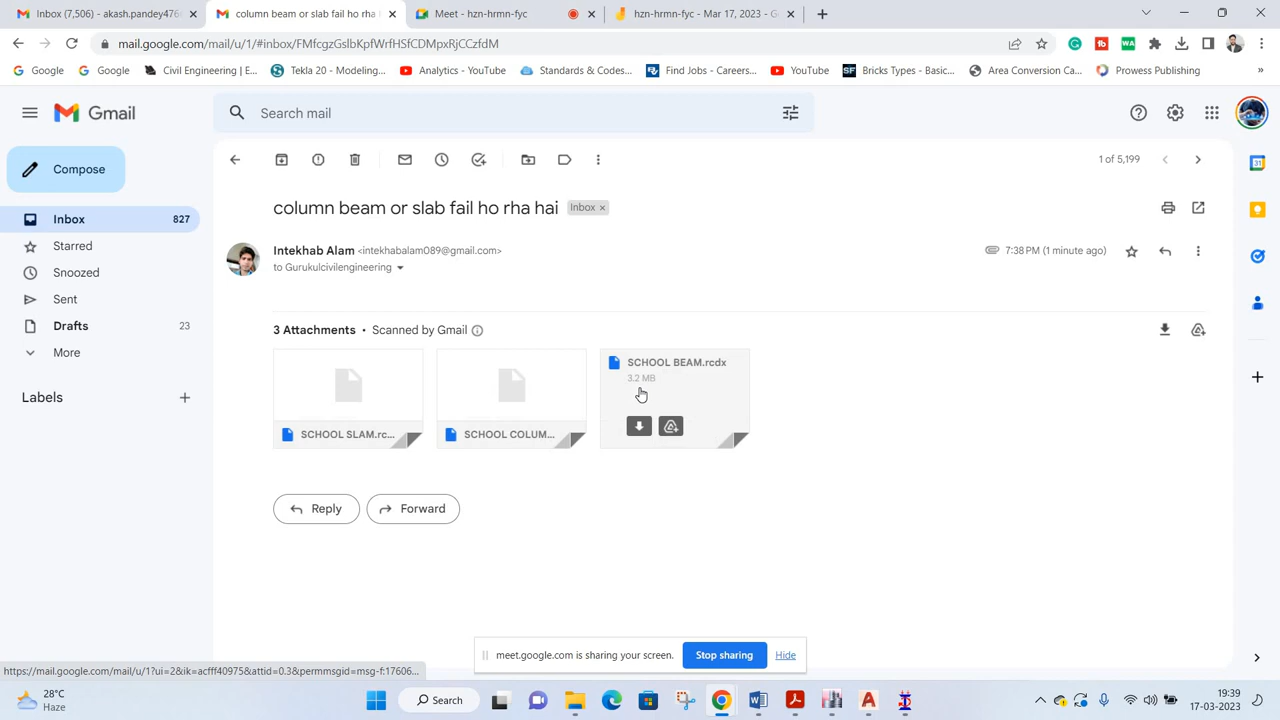 Inbox (7,506) - akash.pandey476
column beam or slab fail ho rha h
Meet - hzn-nrmn-fyc
hzn-hrmn-fyc - Mar 17, 2023 - G
mail.google.com/mail/u/1/#inbox/FMfcgzGslbKpfWrHSfCDMpxRjCCzfdM
Google
Google
Civil Engineering | E...
Tekla 20 - Modeling...
Analytics - YouTube
Standards & Codes...
Find Jobs - Careers...
YouTube
Bricks Types - Basic...
Area Conversion Ca...
Prowess Publishing
Gmail
Search mail
Compose
1 of 5,199
Inbox 827
Starred
Snoozed
Sent
Drafts 23
More
Labels
column beam or slab fail ho rha hai Inbox ×
Intekhab Alam <intekhabalam089@gmail.com>
7:38 PM (1 minute ago)
to Gurukulcivilengineering
3 Attachments • Scanned by Gmail
SCHOOL SLAM.rc...
SCHOOL COLUM...
SCHOOL BEAM.rcdx
3.2 MB
Reply
Forward
meet.google.com is sharing your screen.
Stop sharing
Hide
https://mail.google.com/mail/u/1?ui=2&ik=acfff40975&attid=0.3&permmsgid=msg-f:17606...
28°C
Haze
Search
19:39
17-03-2023